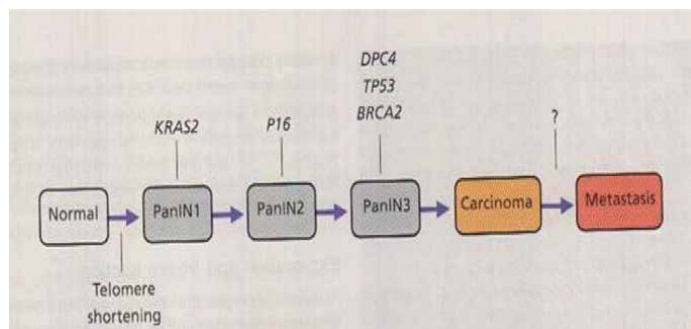 DPC4
TP53
BRCA2
KRAS2
P16
?
Normal
PanIN1
PanIN2
PanIN3
Carcinoma
Metastasis
Telomere
shortening